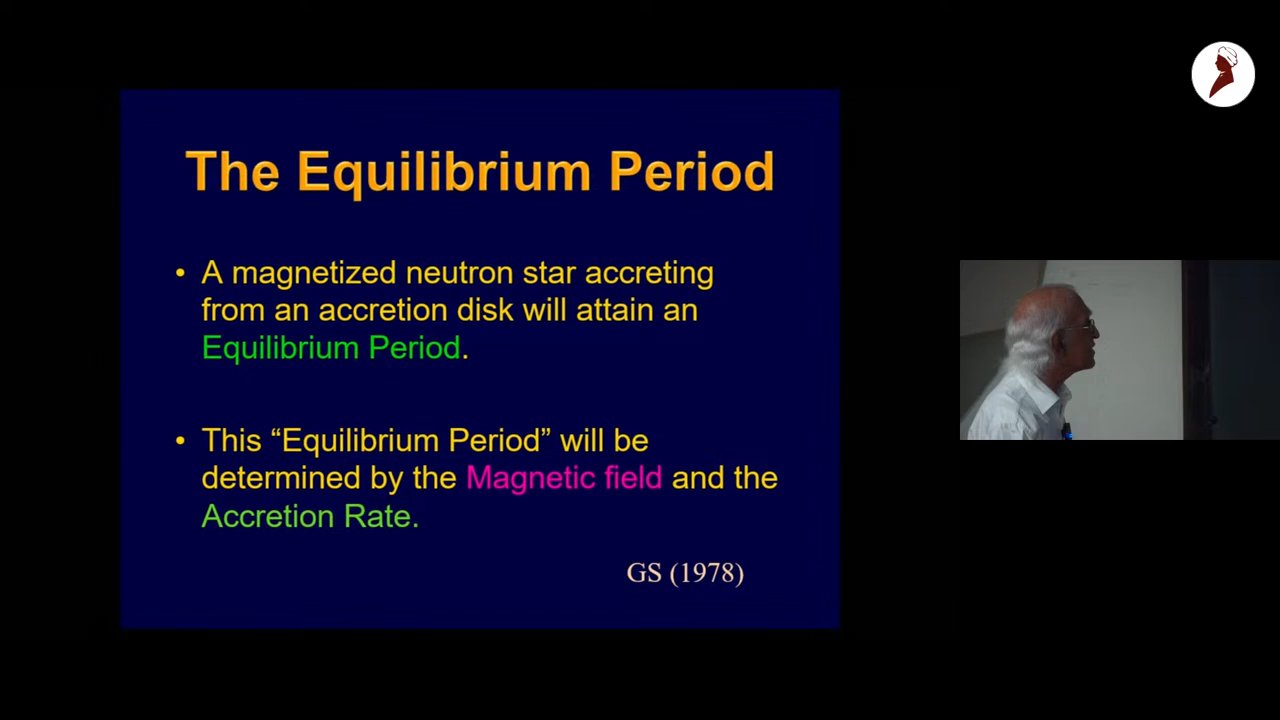 The Equilibrium Period
• A magnetized neutron star accreting
from an accretion disk will attain an
Equilibrium Period.
• This “Equilibrium Period” will be
determined by the Magnetic field and the
Accretion Rate.
GS (1978)